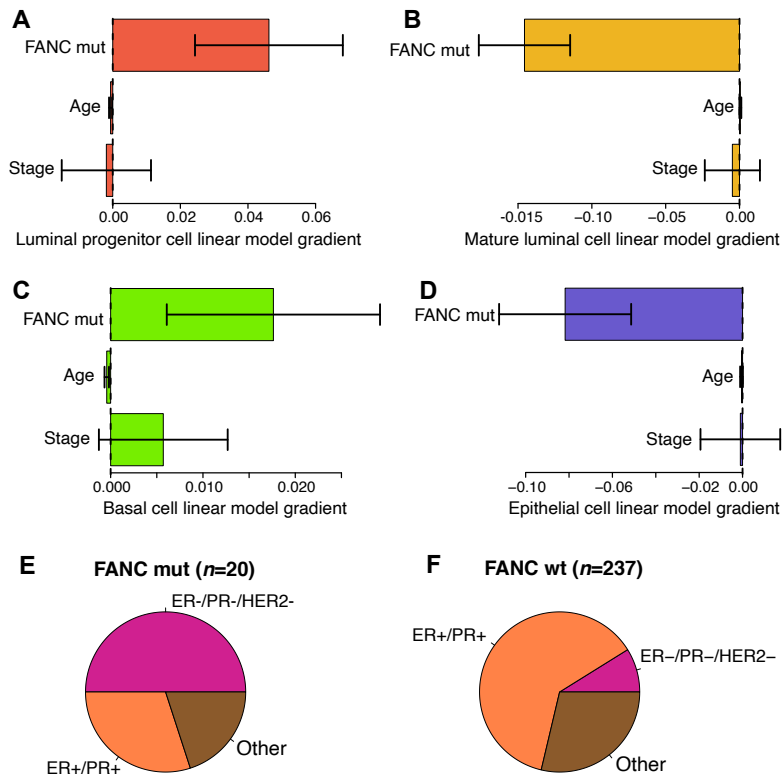 A
FANC mut
Age
Stage
0.00 0.02 0.04 0.06
Luminal progenitor cell linear model gradient
B
FANC mut
Age
Stage
-0.015 −0.10 −0.05 0.00
Mature luminal cell linear model gradient
C
FANC mut
Age
Stage
0.000 0.010 0.020
Basal cell linear model gradient
D
FANC mut
Age
Stage
−0.10 −0.06 −0.02 0.00
Epithelial cell linear model gradient
E
FANC mut (n=20)
ER-/PR-/HER2-
ER+/PR+
Other
F
FANC wt (n=237)
ER+/PR+
ER−/PR−/HER2−
Other